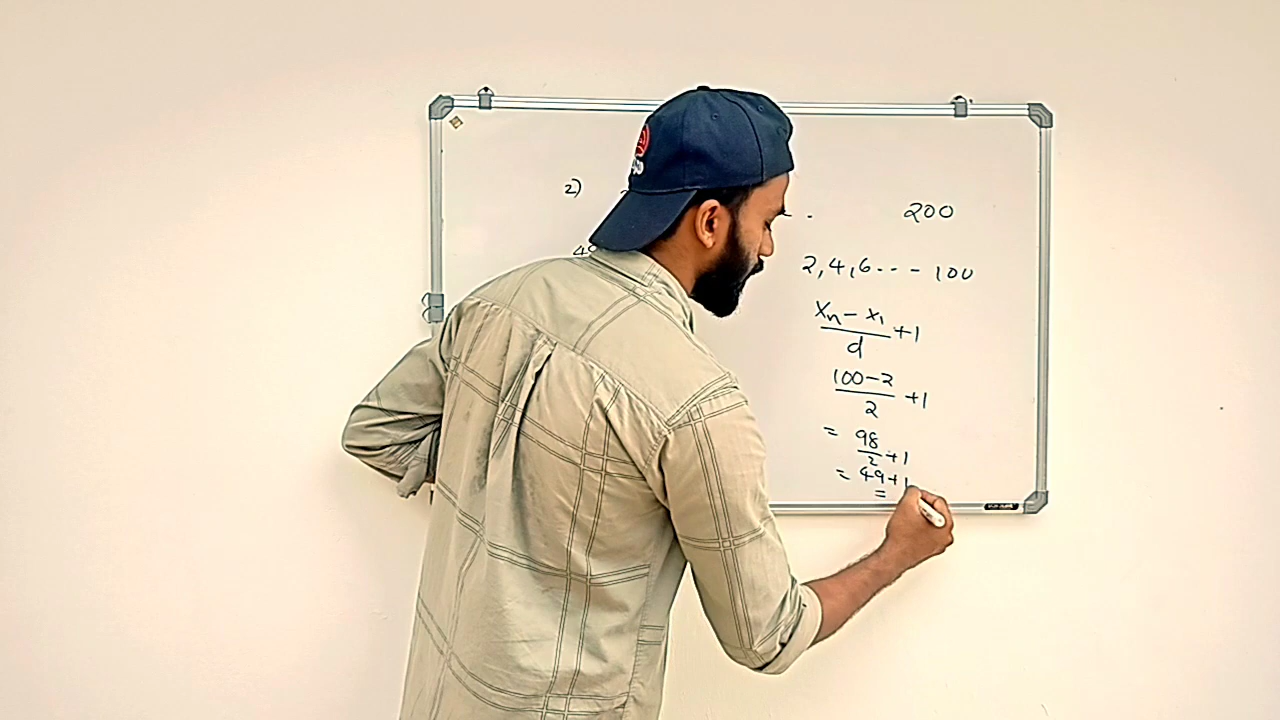 2) - . 200
2, 4, 6 - - - 100
xn - x1
d
+1
100-2
2
+1
= 98
2
+1
= 49+1
=